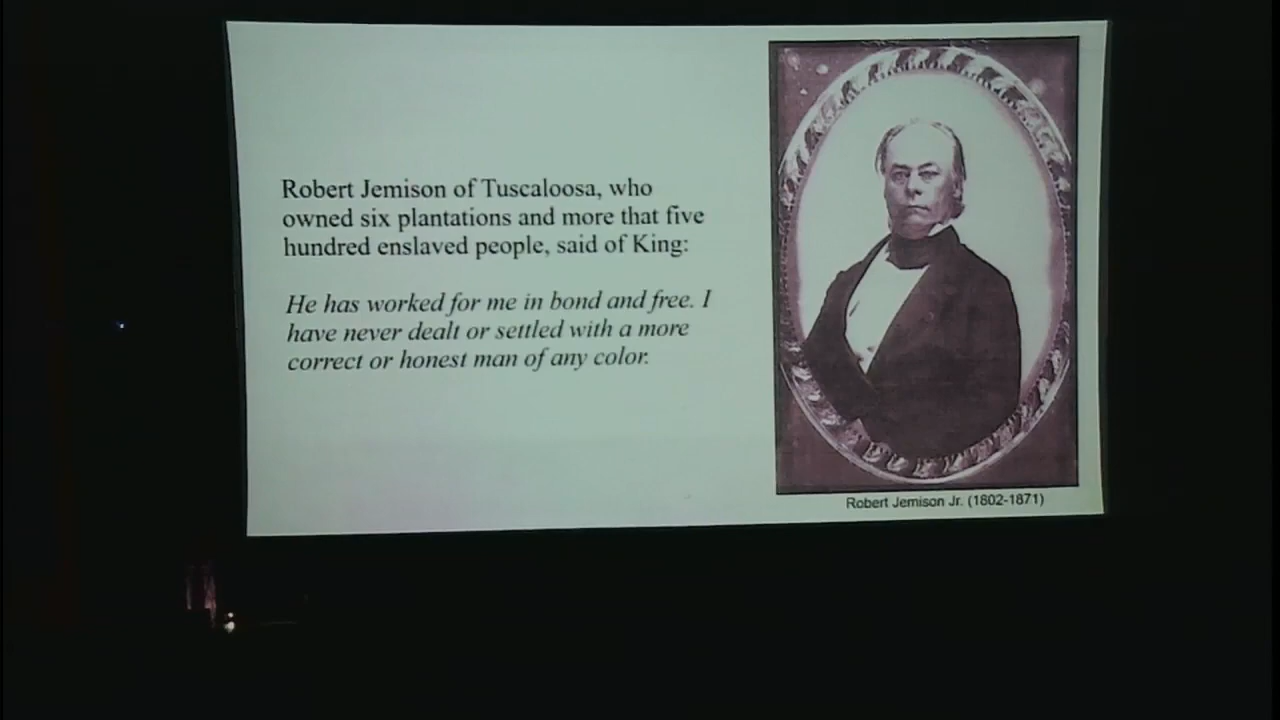 Robert Jemison of Tuscaloosa, who
owned six plantations and more that five
hundred enslaved people, said of King:
He has worked for me in bond and free. I
have never dealt or settled with a more
correct or honest man of any color.
Robert Jemison Jr. (1802-1871)